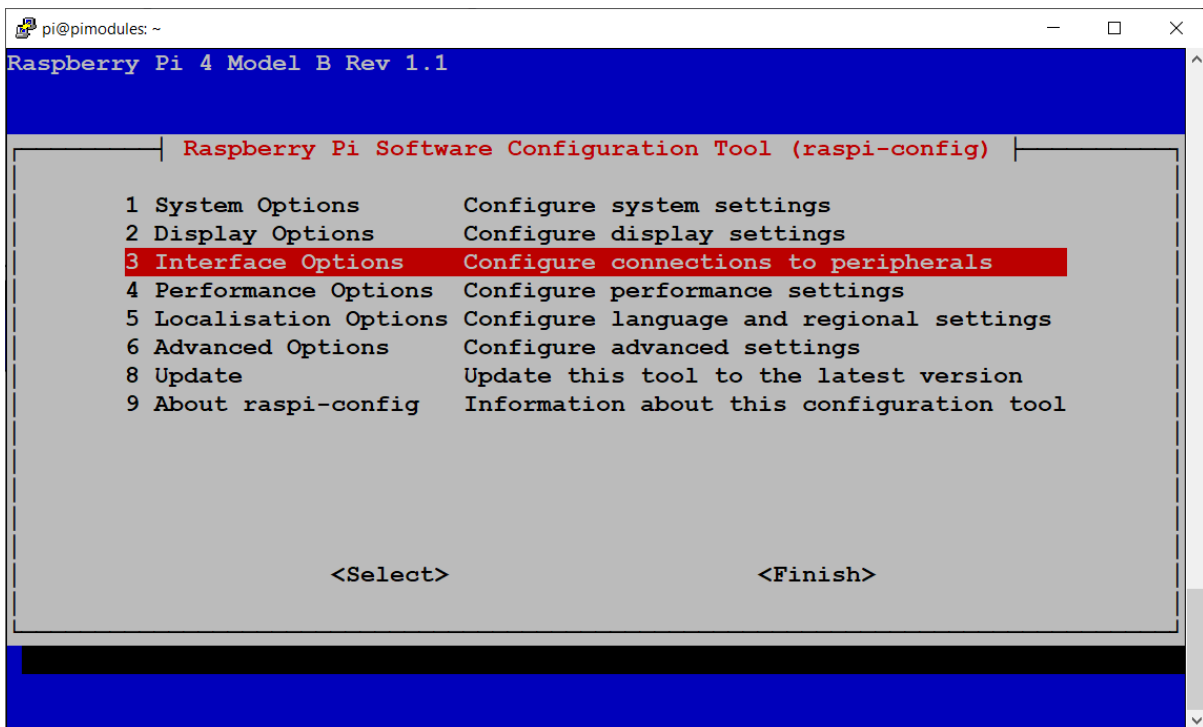 pi@pimodules: ~
Raspberry Pi 4 Model B Rev 1.1
Raspberry Pi Software Configuration Tool (raspi-config)
1 System Options Configure system settings
2 Display Options Configure display settings
3 Interface Options Configure connections to peripherals
4 Performance Options Configure performance settings
5 Localisation Options Configure language and regional settings
6 Advanced Options Configure advanced settings
8 Update Update this tool to the latest version
9 About raspi-config Information about this configuration tool
<Select> <Finish>